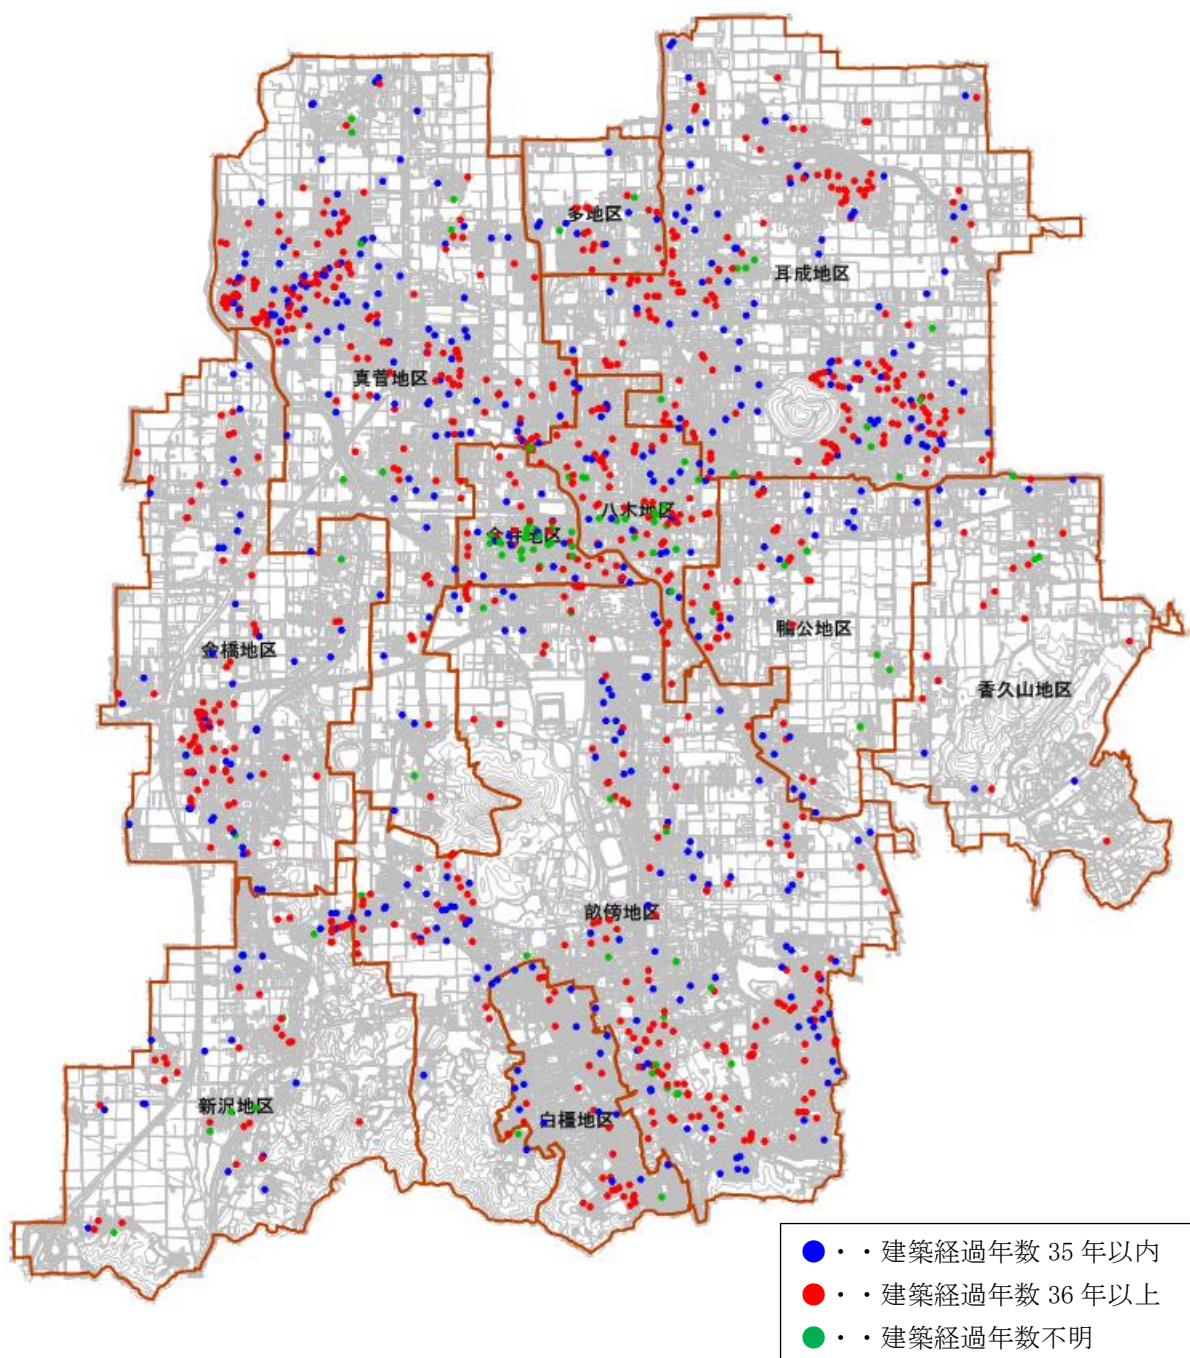 多地区
耳成地区
真菅地区
八木地区
今井地区
鴨公地区
金橋地区
香久山地区
畝傍地区
新沢地区
白橿地区
●・・建築経過年数 35 年以内
●・・建築経過年数 36 年以上
●・・建築経過年数不明